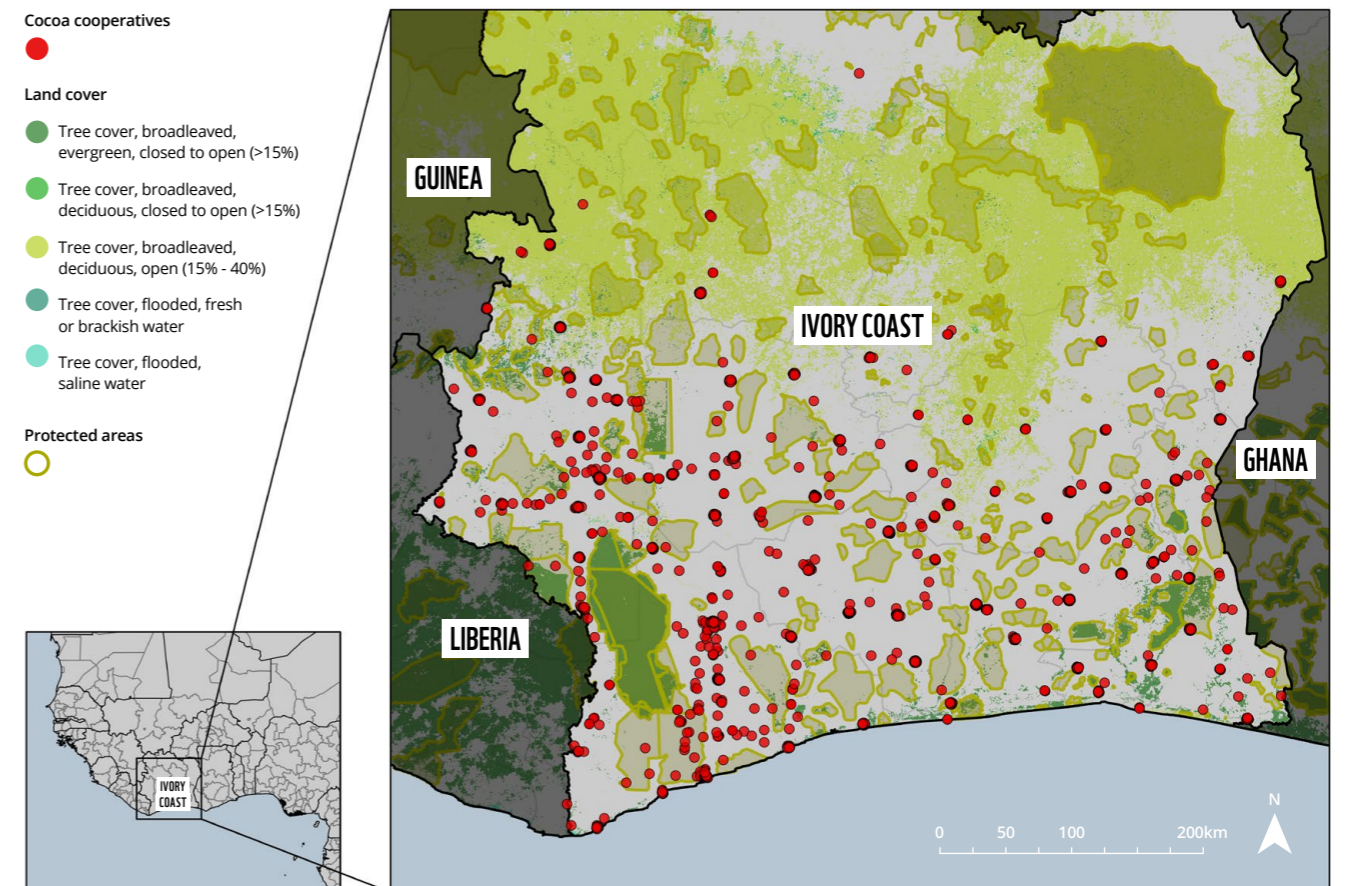 Cocoa cooperatives
Land cover
Tree cover, broadleaved,
evergreen, closed to open (>15%)
Tree cover, broadleaved,
deciduous, closed to open (>15%)
Tree cover, broadleaved,
deciduous, open (15% - 40%)
Tree cover, flooded, fresh
or brackish water
Tree cover, flooded,
saline water
Protected areas
GUINEA
IVORY COAST
GHANA
LIBERIA
IVORY
COAST
N
0 50 100 200km